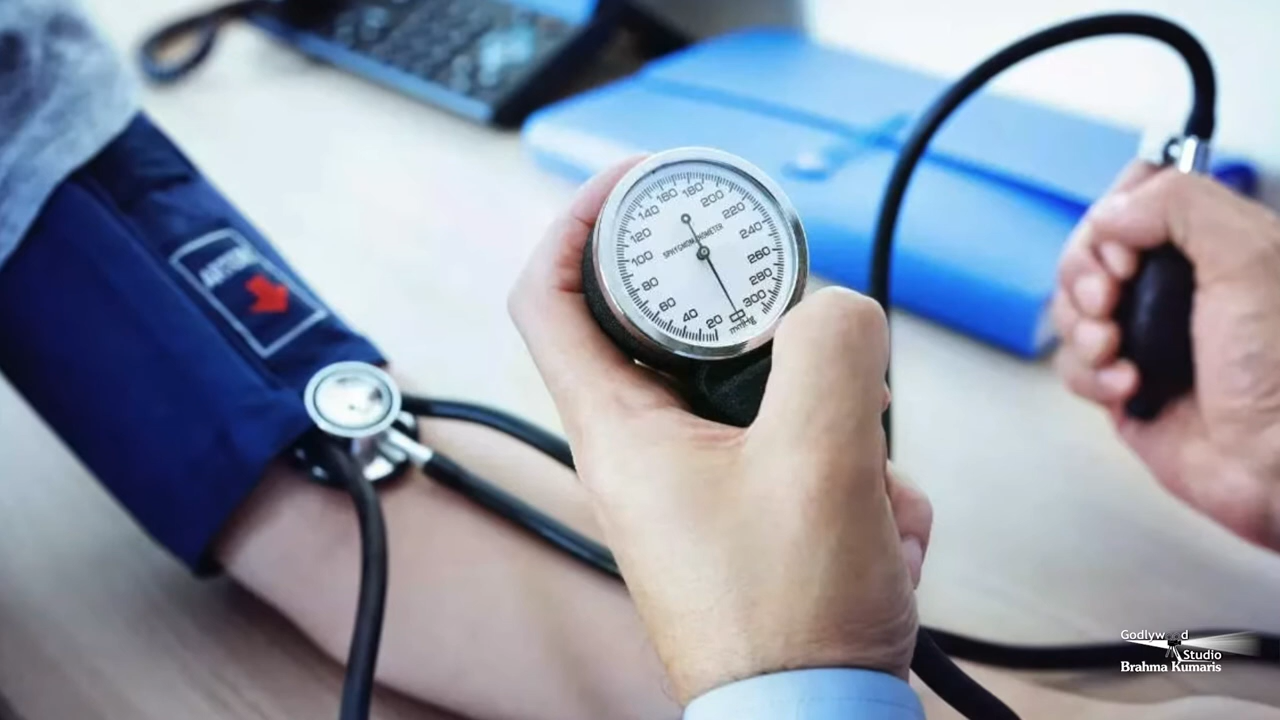 160 180
140 200
120 220
SPHYGMOMANOMETER
100 240
80 260
60 280
40 300
20
mmHg
Godlywood
Studio
Brahma Kumaris